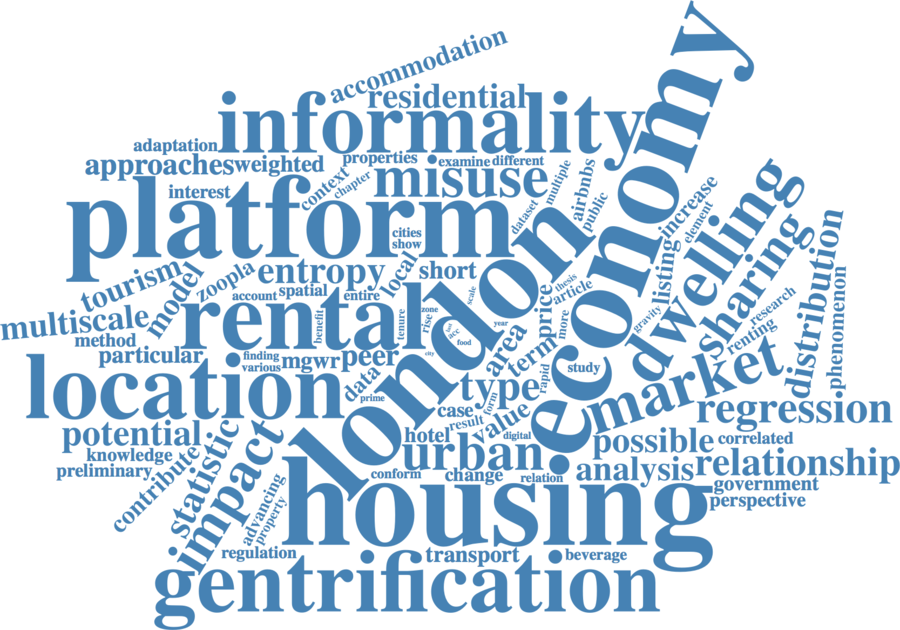 accommodation
residential
informality
economy
adaptation
approaches
weighted
properties
examine
different
multiple
airbnbs
context
chapter
misuse
interest
platform
dataset
public
increase
element
dwelling
cities
show
london
sharing
tourism
model
zoopla
entropy
local
short
listing
distribution
account
spatial
entire
scale
thesis
article
price
gravity
research
renting
phenomenon
multiscale
method
rental
benefit
tenure
rise
zone
year
food
city
area
term
more
particular
finding
various
mgwr
peer
data
prime
rapid
study
market
location
type
case
value
form
result
digital
regression
potential
knowledge
preliminary
contribute
statistic
impact
hotel
urban
possible
correlated
conform
change
relation
analysis
relationship
government
perspective
advancing
property
housing
regulation
transport
beverage
gentrification